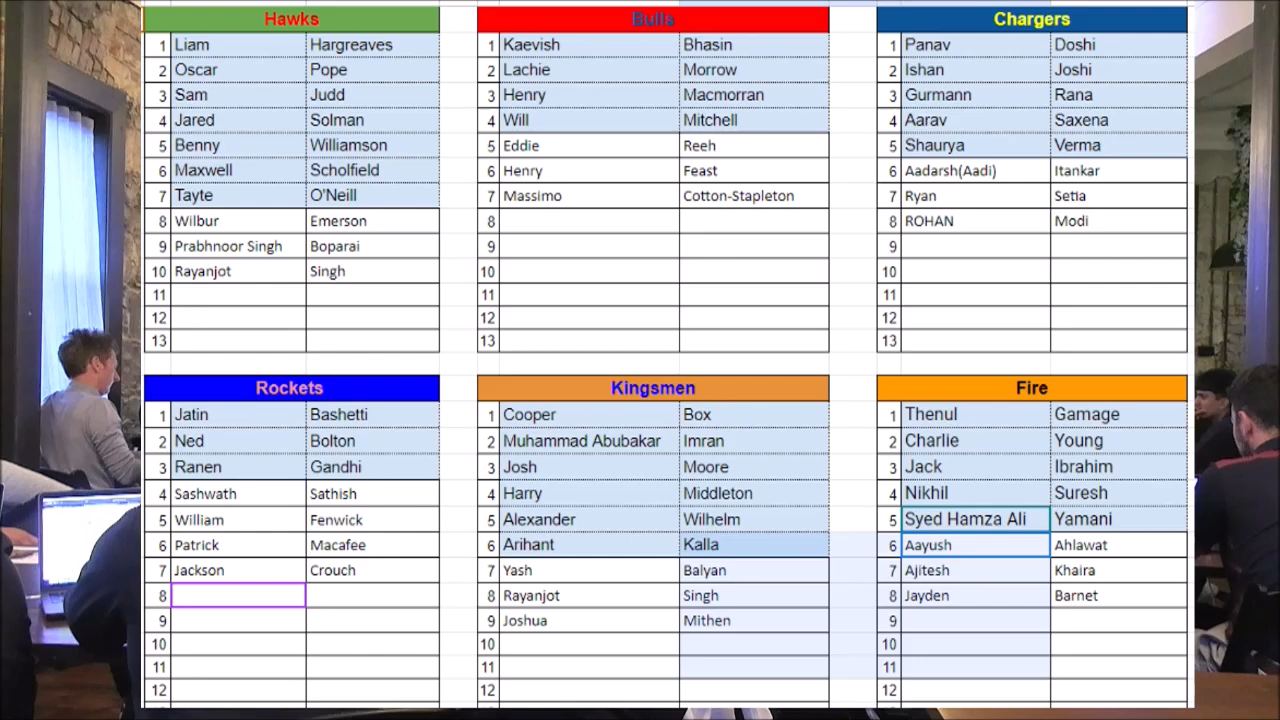 Hawks
1 Liam Hargreaves
2 Oscar Pope
3 Sam Judd
4 Jared Solman
5 Benny Williamson
6 Maxwell Scholfield
7 Tayte O'Neill
8 Wilbur Emerson
9 Prabhnoor Singh Boparai
10 Rayanjot Singh
11
12
13
Bulls
1 Kaevish Bhasin
2 Lachie Morrow
3 Henry Macmorran
4 Will Mitchell
5 Eddie Reeh
6 Henry Feast
7 Massimo Cotton-Stapleton
8
9
10
11
12
13
Chargers
1 Panav Doshi
2 Ishan Joshi
3 Gurmann Rana
4 Aarav Saxena
5 Shaurya Verma
6 Aadarsh(Aadi) Itankar
7 Ryan Setia
8 ROHAN Modi
9
10
11
12
13
Rockets
1 Jatin Bashetti
2 Ned Bolton
3 Ranen Gandhi
4 Sashwath Sathish
5 William Fenwick
6 Patrick Macafee
7 Jackson Crouch
8
9
10
11
12
Kingsmen
1 Cooper Box
2 Muhammad Abubakar Imran
3 Josh Moore
4 Harry Middleton
5 Alexander Wilhelm
6 Arihant Kalla
7 Yash Balyan
8 Rayanjot Singh
9 Joshua Mithen
10
11
12
Fire
1 Thenul Gamage
2 Charlie Young
3 Jack Ibrahim
4 Nikhil Suresh
5 Syed Hamza Ali Yamani
6 Aayush Ahlawat
7 Ajitesh Khaira
8 Jayden Barnet
9
10
11
12